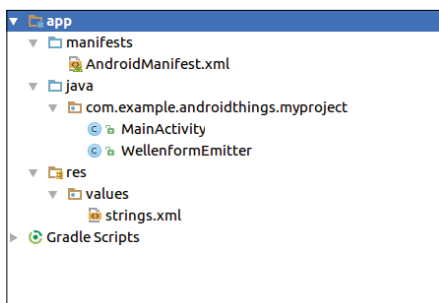 app
manifests
AndroidManifest.xml
java
com.example.androidthings.myproject
MainActivity
WellenformEmitter
res
values
strings.xml
Gradle Scripts